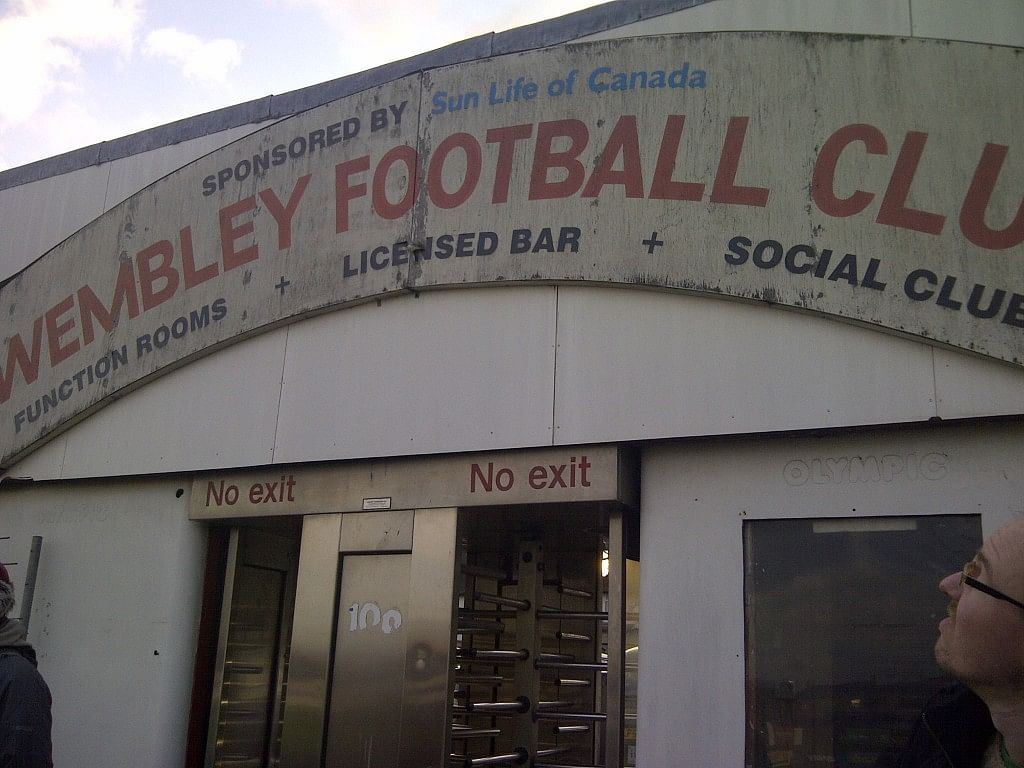 SPONSORED BY Sun Life of Canada
WEMBLEY FOOTBALL CLU
FUNCTION ROOMS + LICENSED BAR + SOCIAL CLUB
No exit No exit
OLYMPIC
100